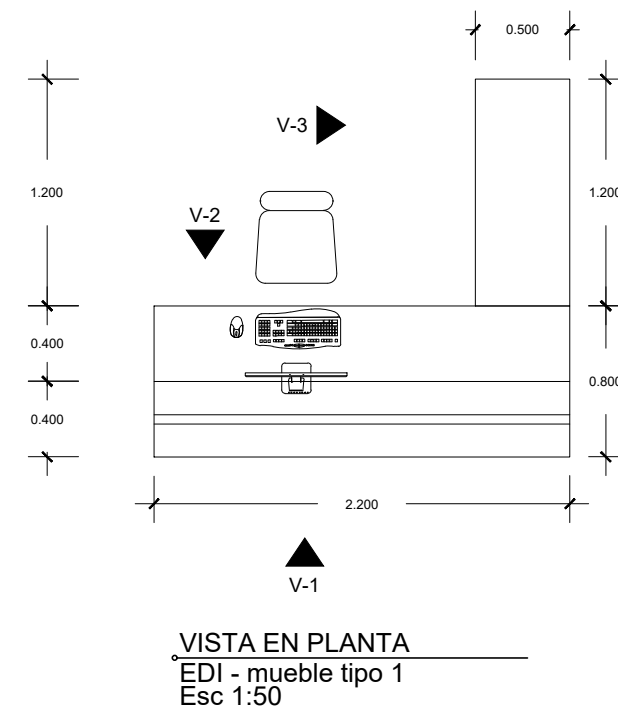 0.500
V-3
1.200
1.200
V-2
0.400
0.800
0.400
2.200
V-1
VISTA EN PLANTA
EDI - mueble tipo 1
Esc 1:50